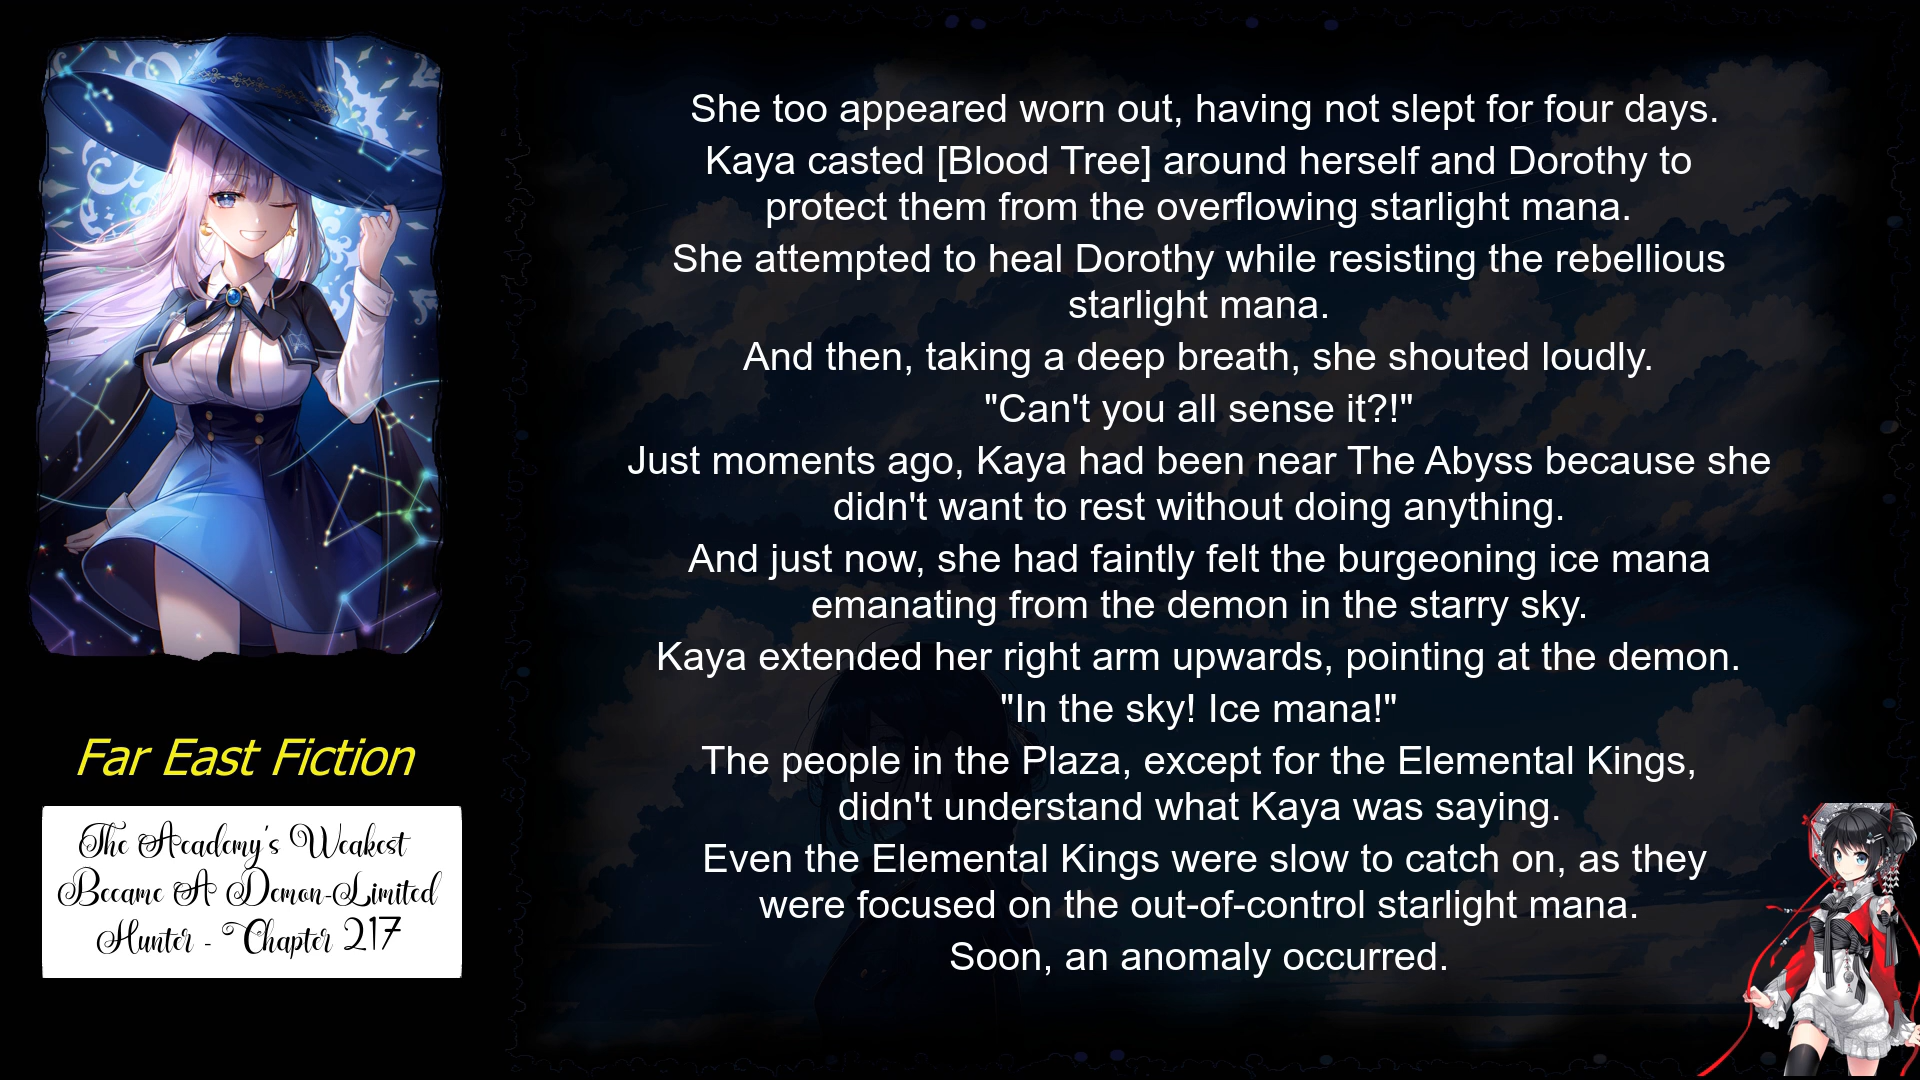 She too appeared worn out, having not slept for four days.
Kaya casted [Blood Tree] around herself and Dorothy to
protect them from the overflowing starlight mana.
She attempted to heal Dorothy while resisting the rebellious
starlight mana.
And then, taking a deep breath, she shouted loudly.
"Can't you all sense it?!"
Just moments ago, Kaya had been near The Abyss because she
didn't want to rest without doing anything.
And just now, she had faintly felt the burgeoning ice mana
emanating from the demon in the starry sky.
Kaya extended her right arm upwards, pointing at the demon.
"In the sky! Ice mana!"
The people in the Plaza, except for the Elemental Kings,
didn't understand what Kaya was saying.
Even the Elemental Kings were slow to catch on, as they
were focused on the out-of-control starlight mana.
Soon, an anomaly occurred.
Far East Fiction
The Academy's Weakest
Became A Demon-Limited
Hunter - Chapter 217